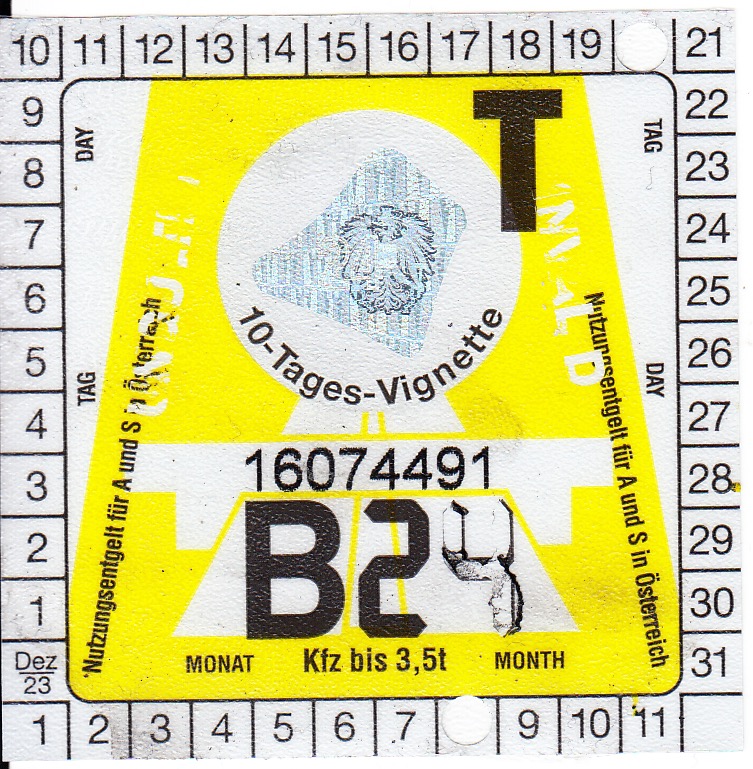 10 11 12 13 14 15 16 17 18 19 21
9 22
8 23
7 24
6 25
5 26
4 27
3 28
2 29
1 30
Dez 31
23
1 2 3 4 5 6 7 9 10 11
DAY
TAG
T
TAG
DAY
10-Tages-Vignette
Nutzungsentgelt für A und S in Österreich
Nutzungsentgelt für A und S in Österreich
16074491
B24
MONAT Kfz bis 3,5t MONTH